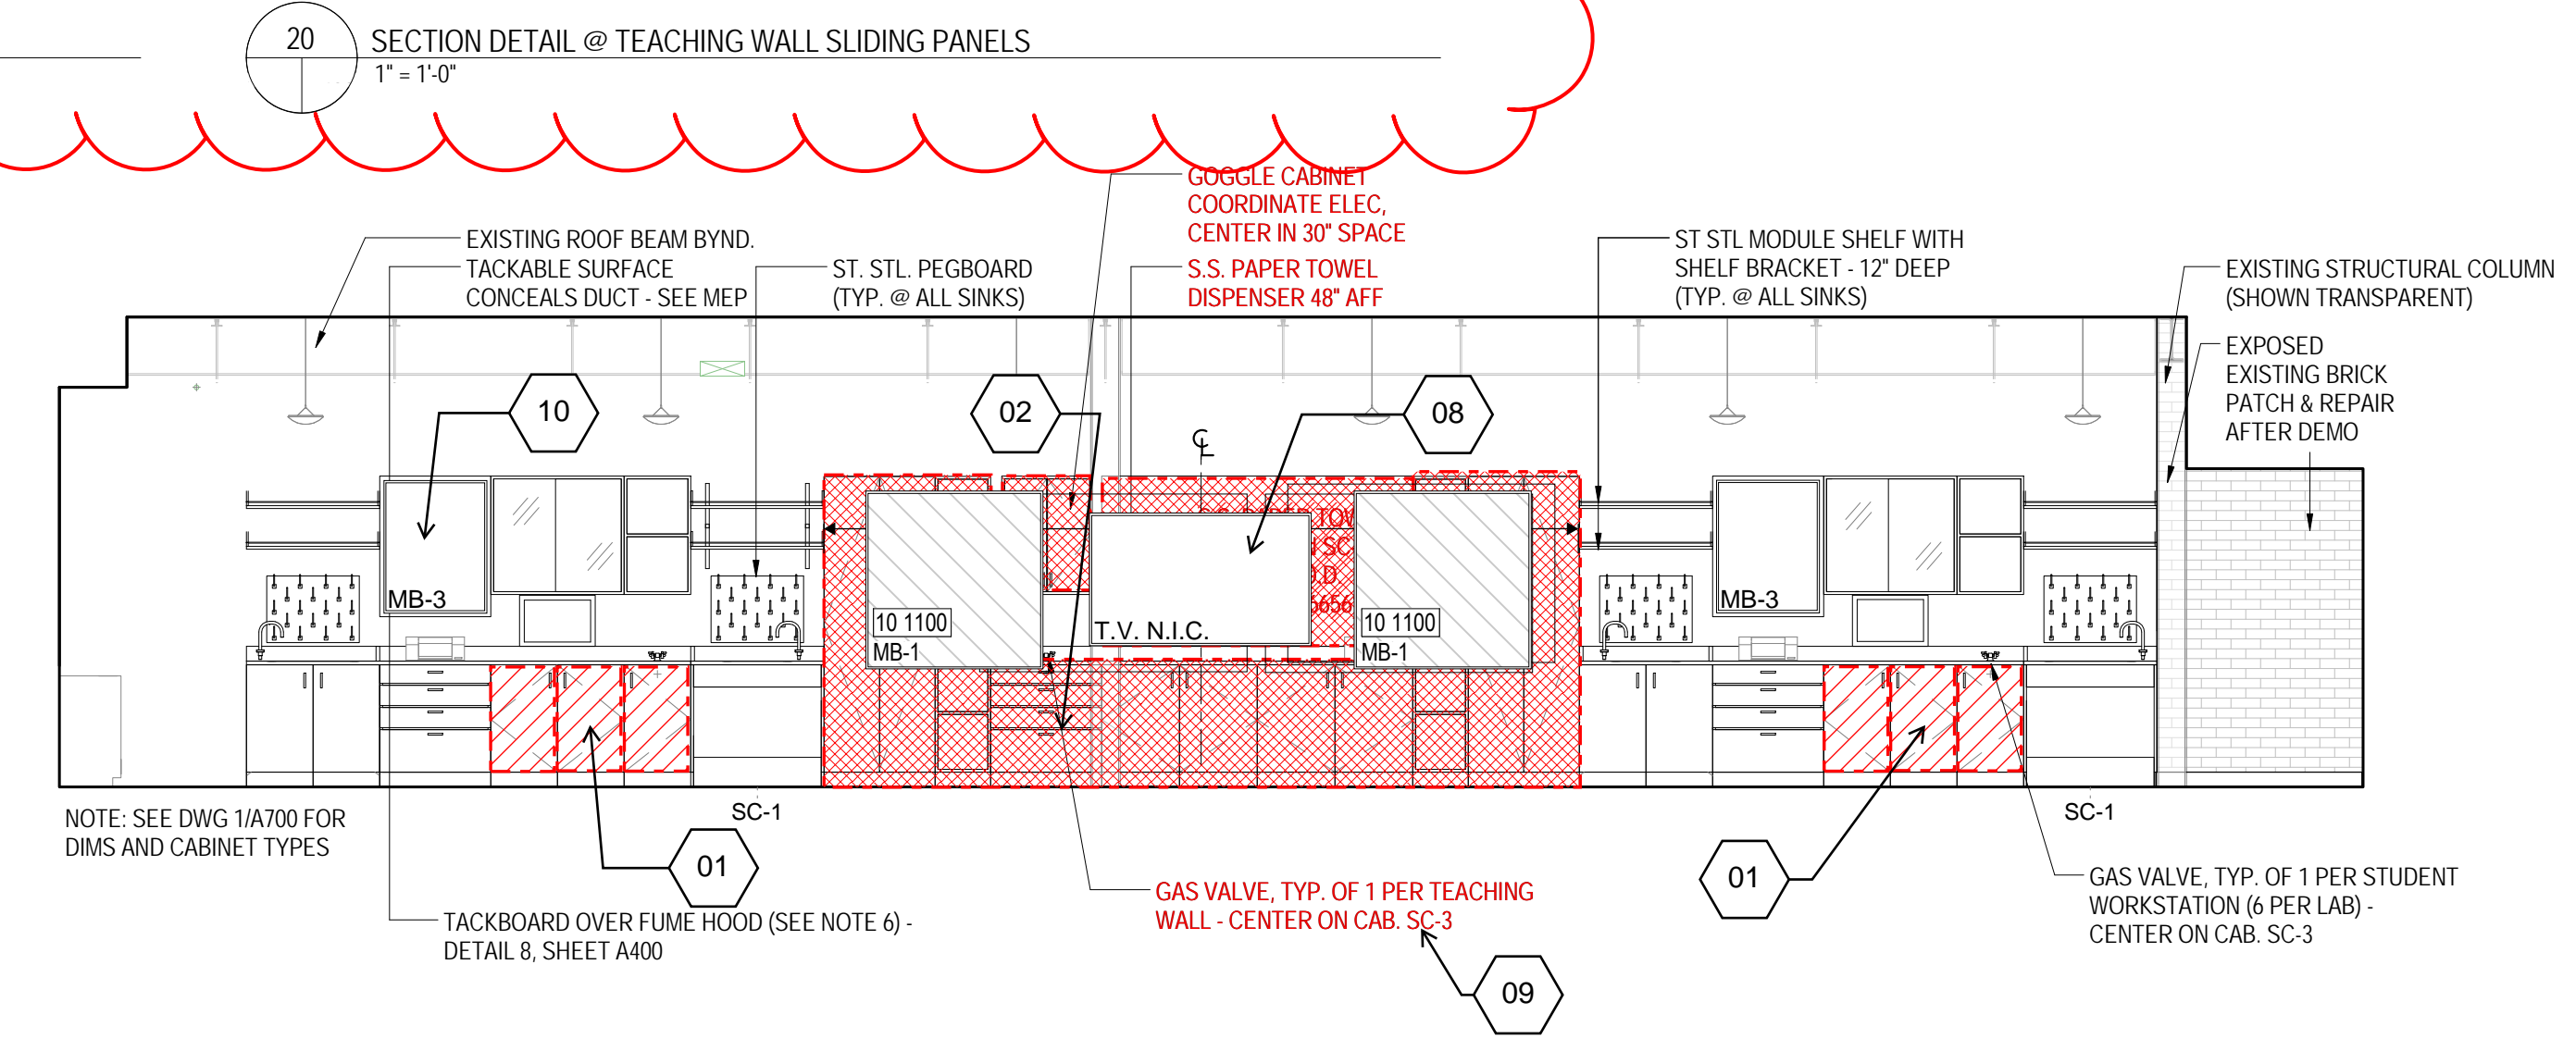 20
SECTION DETAIL @ TEACHING WALL SLIDING PANELS
1" = 1'-0"
GOGGLE CABINET
COORDINATE ELEC,
CENTER IN 30" SPACE
S.S. PAPER TOWEL
DISPENSER 48" AFF
EXISTING ROOF BEAM BYND.
TACKABLE SURFACE
CONCEALS DUCT - SEE MEP
ST. STL. PEGBOARD
(TYP. @ ALL SINKS)
ST STL MODULE SHELF WITH
SHELF BRACKET - 12" DEEP
(TYP. @ ALL SINKS)
EXISTING STRUCTURAL COLUMN
(SHOWN TRANSPARENT)
EXPOSED
EXISTING BRICK
PATCH & REPAIR
AFTER DEMO
10
02
08
MB-3
10 1100
MB-1
T.V. N.I.C.
10 1100
MB-1
MB-3
SC-1
SC-1
NOTE: SEE DWG 1/A700 FOR
DIMS AND CABINET TYPES
01
01
TACKBOARD OVER FUME HOOD (SEE NOTE 6) -
DETAIL 8, SHEET A400
GAS VALVE, TYP. OF 1 PER TEACHING
WALL - CENTER ON CAB. SC-3
09
GAS VALVE, TYP. OF 1 PER STUDENT
WORKSTATION (6 PER LAB) -
CENTER ON CAB. SC-3